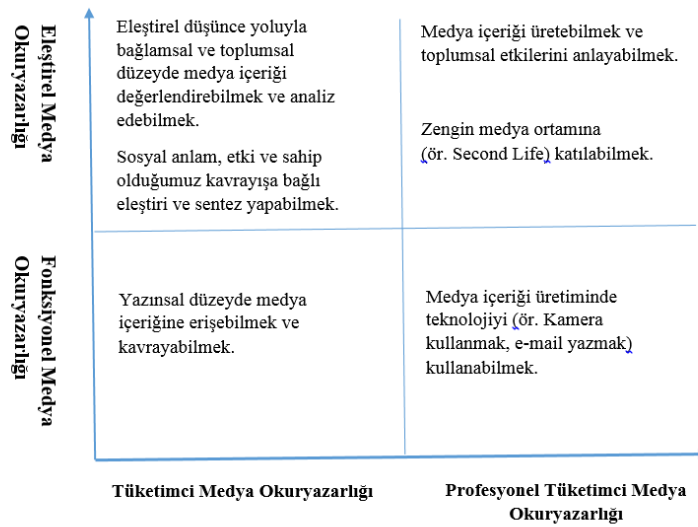 Eleştirel Medya
Okuryazarlığı
Eleştirel düşünce yoluyla
bağlamsal ve toplumsal
düzeyde medya içeriği
değerlendirebilmek ve analiz
edebilmek.
Sosyal anlam, etki ve sahip
olduğumuz kavrayışa bağlı
eleştiri ve sentez yapabilmek.
Medya içeriği üretebilmek ve
toplumsal etkilerini anlayabilmek.
Zengin medya ortamına
(ör. Second Life) katılabilmek.
Fonksiyonel Medya
Okuryazarlığı
Yazınsal düzeyde medya
içeriğine erişebilmek ve
kavrayabilmek.
Medya içeriği üretiminde
teknolojiyi (ör. Kamera
kullanmak, e-mail yazmak)
kullanabilmek.
Tüketimci Medya Okuryazarlığı
Profesyonel Tüketimci Medya
Okuryazarlığı